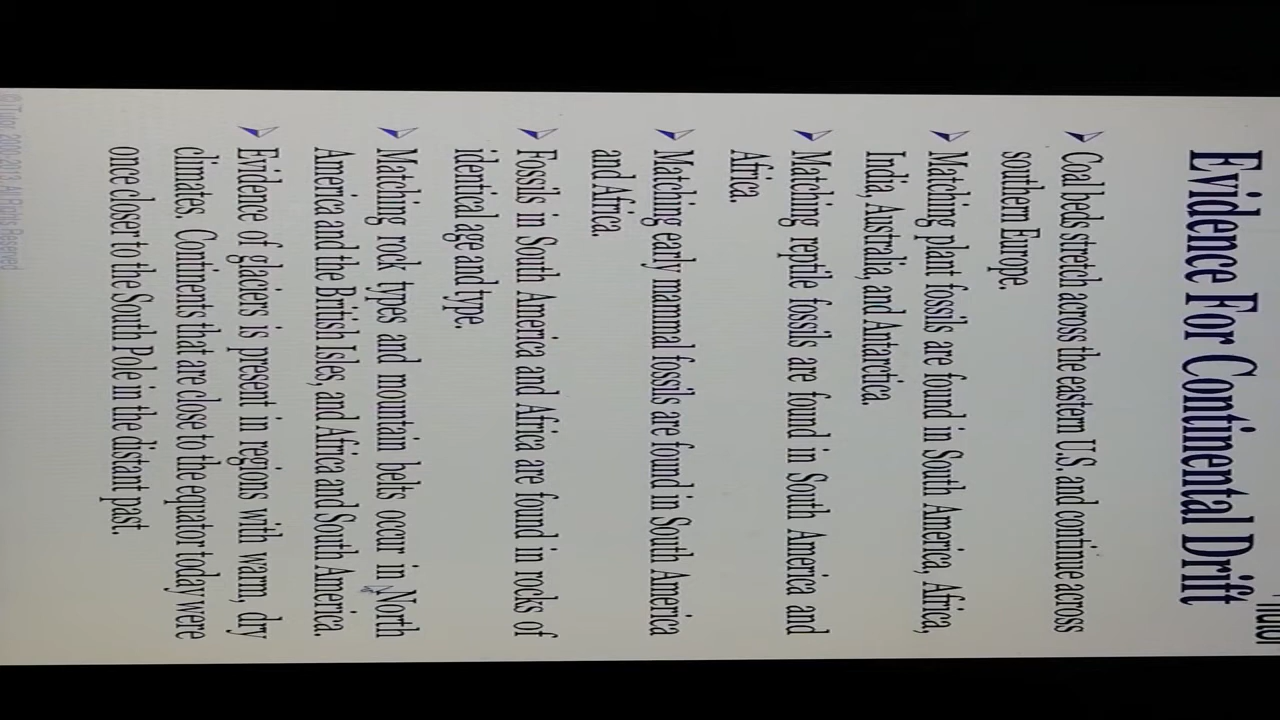 Evidence For Continental Drift
Coal beds stretch across the eastern U.S. and continue across
southern Europe.
Matching plant fossils are found in South America, Africa,
India, Australia, and Antarctica.
Matching reptile fossils are found in South America and
Africa.
Matching early mammal fossils are found in South America
and Africa.
Fossils in South America and Africa are found in rocks of
identical age and type.
Matching rock types and mountain belts occur in North
America and the British Isles, and Africa and South America.
Evidence of glaciers is present in regions with warm, dry
climates. Continents that are close to the equator today were
once closer to the South Pole in the distant past.
All Rights Reserved